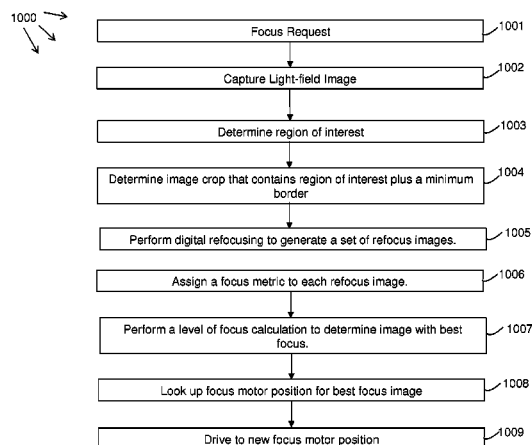 1000
Focus Request
1001
Capture Light-field Image
1002
Determine region of interest
1003
Determine image crop that contains region of interest plus a minimum
border
1004
Perform digital refocusing to generate a set of refocus images.
1005
Assign a focus metric to each refocus image.
1006
Perform a level of focus calculation to determine image with best
focus.
1007
Look up focus motor position for best focus image
1008
Drive to new focus motor position
1009